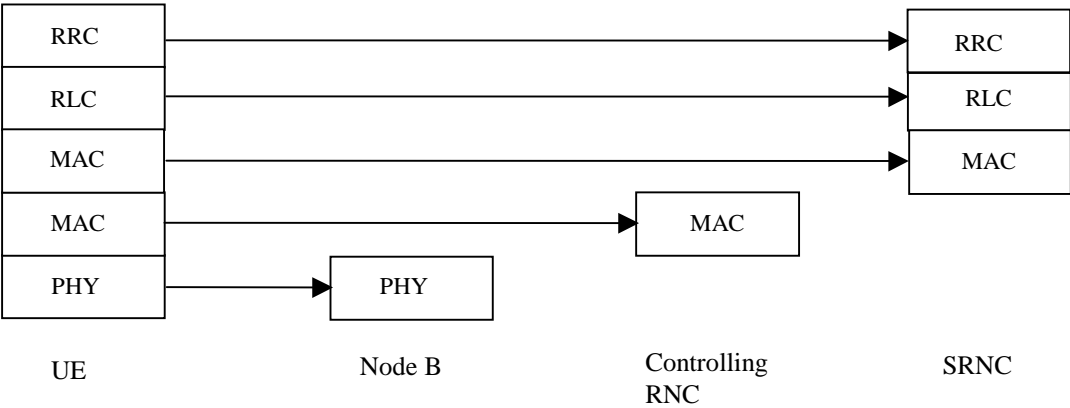 RRC
RRC
RLC
RLC
MAC
MAC
MAC
MAC
PHY
PHY
UE
Node B
Controlling
RNC
SRNC